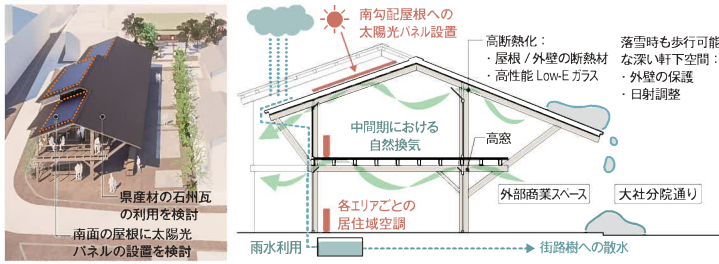 県産材の石州瓦
の利用を検討
南面の屋根に太陽光
パネルの設置を検討
南勾配屋根への
太陽光パネル設置
高断熱化：
・屋根/外壁の断熱材
・高性能 Low-E ガラス
落雪時も歩行可能
な深い軒下空間：
・外壁の保護
・日射調整
中間期における
自然換気
高窓
各エリアごとの
居住域空調
外部商業スペース
大社分院通り
雨水利用
街路樹への散水